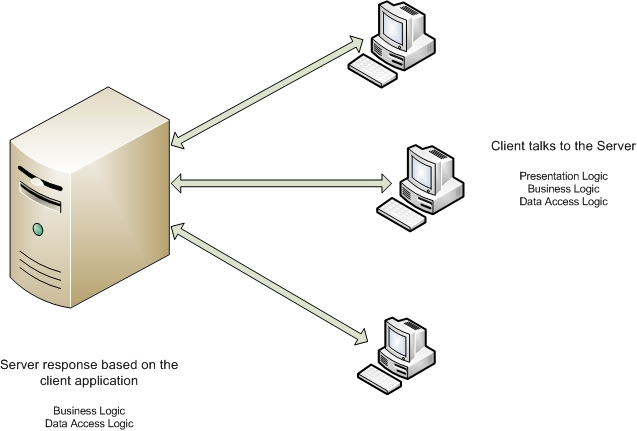 Client talks to the Server
Presentation Logic
Business Logic
Data Access Logic
Server response based on the
client application
Business Logic
Data Access Logic